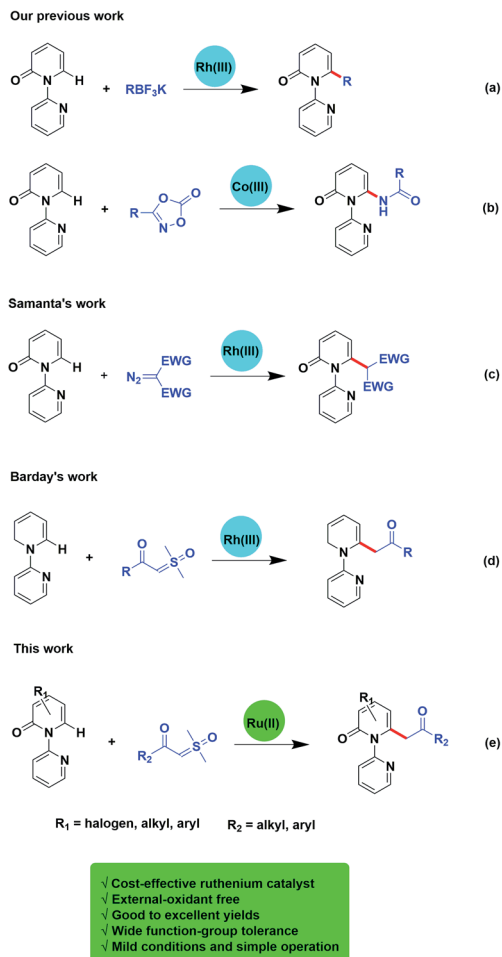 Our previous work
O
N
H
N
+
RBF3K
Rh(III)
O
N
R
N
(a)
O
N
H
N
+
R
O
O
O
N
Co(III)
O
N
N
H
R
O
N
(b)
Samanta's work
O
N
H
N
+
N2
EWG
EWG
Rh(III)
O
N
EWG
EWG
N
(c)
Barday's work
N
H
N
+
R
O
S
O
Rh(III)
N
O
R
N
(d)
This work
R1
O
N
H
N
+
R2
O
S
O
Ru(II)
R1
O
N
O
R2
N
(e)
R1 = halogen, alkyl, aryl R2 = alkyl, aryl
√ Cost-effective ruthenium catalyst
√ External-oxidant free
√ Good to excellent yields
√ Wide function-group tolerance
√ Mild conditions and simple operation